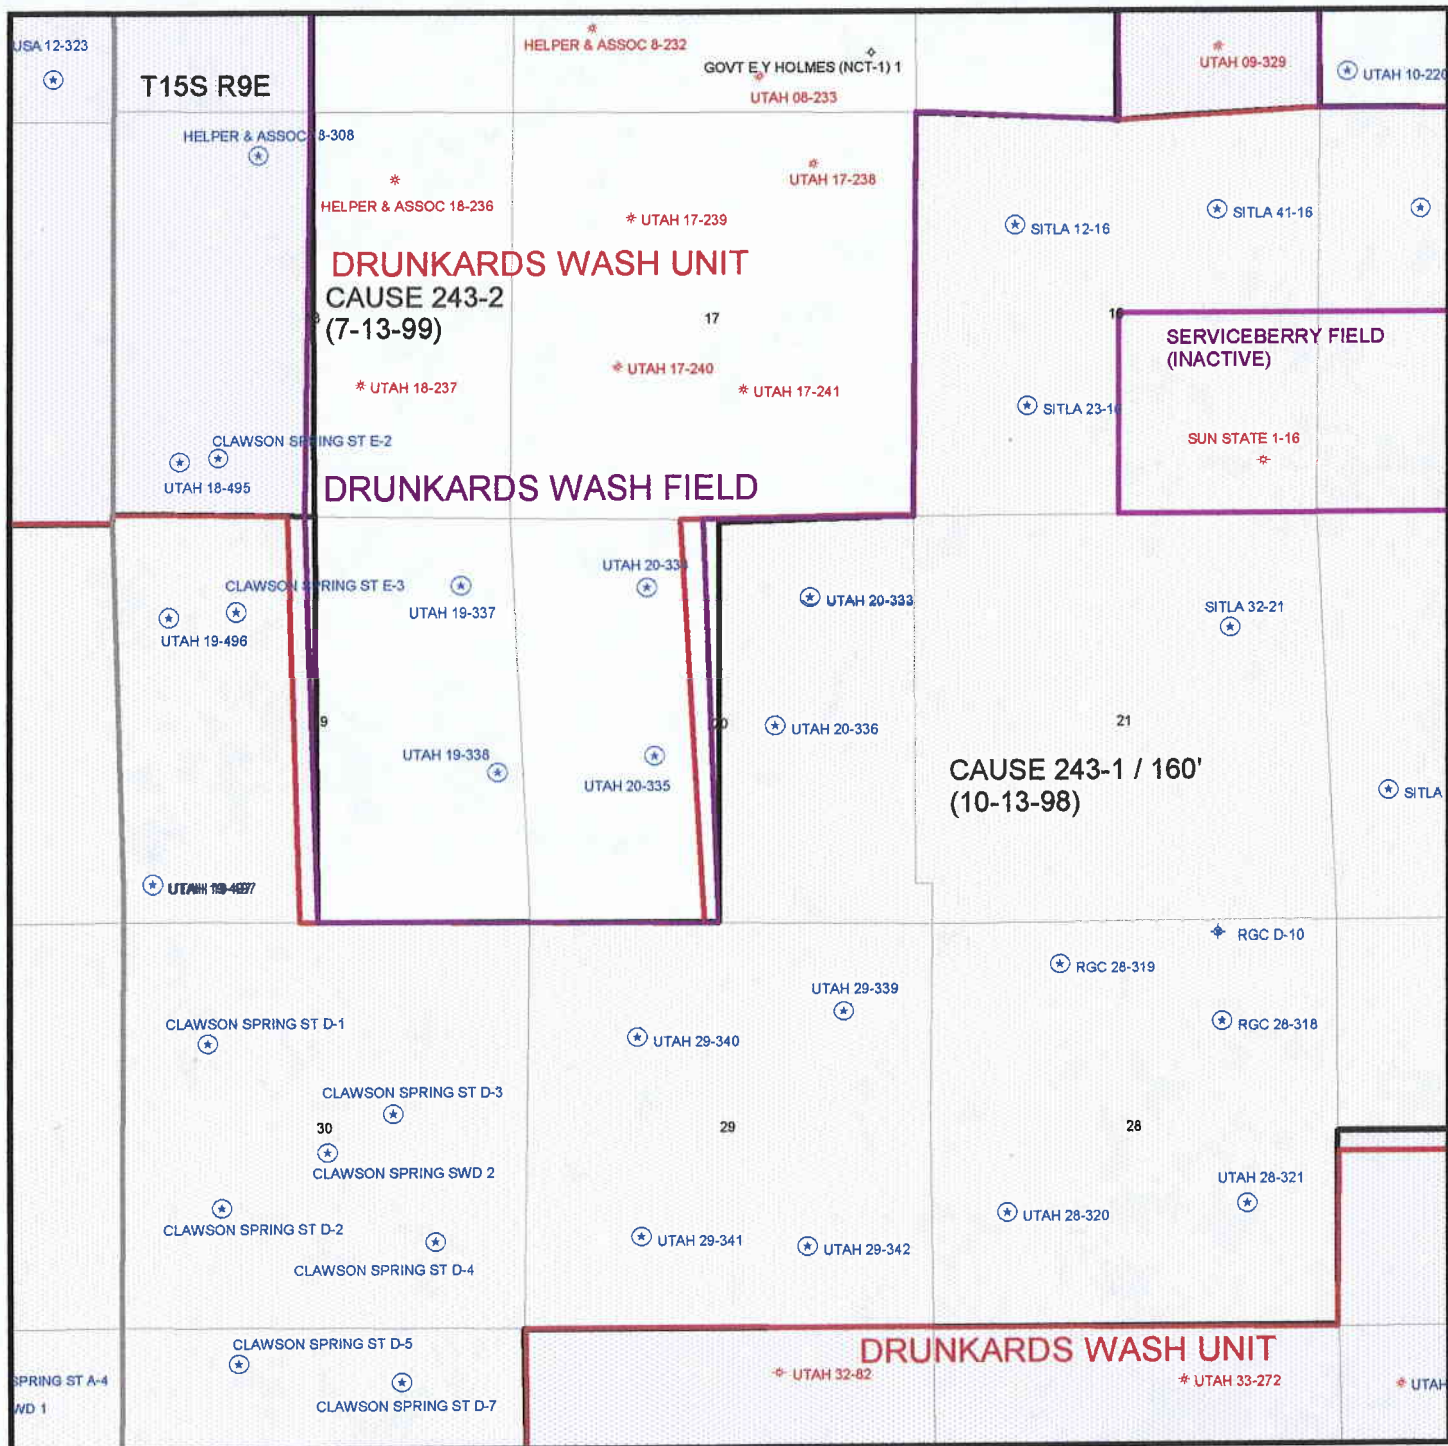 USA 12-323
T15S R9E
HELPER & ASSOC 8-232
GOVT E Y HOLMES (NCT-1) 1
UTAH 08-233
UTAH 09-329
UTAH 10-220
HELPER & ASSOC 8-308
HELPER & ASSOC 18-236
UTAH 17-238
UTAH 17-239
SITLA 12-16
SITLA 41-16
DRUNKARDS WASH UNIT
CAUSE 243-2
(7-13-99)
17
SERVICEBERRY FIELD
(INACTIVE)
UTAH 18-237
UTAH 17-240
UTAH 17-241
SITLA 23-16
SUN STATE 1-16
CLAWSON SPRING ST E-2
UTAH 18-495
DRUNKARDS WASH FIELD
CLAWSON SPRING ST E-3
UTAH 19-496
UTAH 19-337
UTAH 20-334
UTAH 20-333
SITLA 32-21
9
UTAH 20-336
21
UTAH 19-338
UTAH 20-335
CAUSE 243-1 / 160'
(10-13-98)
SITLA
RGC D-10
RGC 28-319
UTAH 29-339
CLAWSON SPRING ST D-1
UTAH 29-340
RGC 28-318
CLAWSON SPRING ST D-3
30
29
28
CLAWSON SPRING SWD 2
UTAH 28-321
CLAWSON SPRING ST D-2
UTAH 28-320
UTAH 29-341
UTAH 29-342
CLAWSON SPRING ST D-4
CLAWSON SPRING ST D-5
DRUNKARDS WASH UNIT
SPRING ST A-4
UTAH 32-82
UTAH 33-272
UTAH
WD 1
CLAWSON SPRING ST D-7